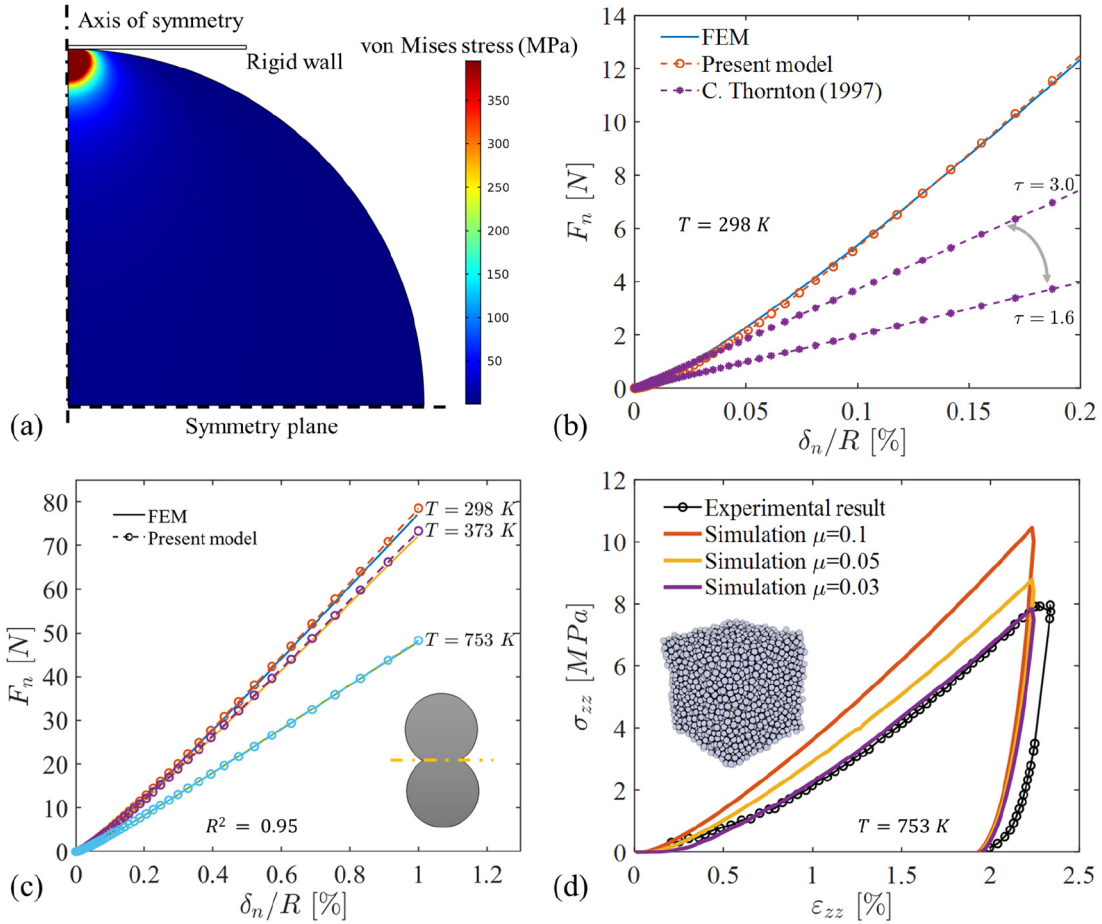 Axis of symmetry
von Mises stress (MPa)
Rigid wall
350
300
250
200
150
100
50
(a)
Symmetry plane
14
12
10
8
6
4
2
0
F_n [N]
FEM
Present model
C. Thornton (1997)
τ = 3.0
T = 298 K
τ = 1.6
0.05
0.1
0.15
0.2
(b)
δ_n/R [%]
80
70
60
50
40
30
20
10
0
F_n [N]
FEM
Present model
T = 298 K
T = 373 K
T = 753 K
R² = 0.95
0
0.2
0.4
0.6
0.8
1.0
1.2
(c)
δ_n/R [%]
12
10
8
6
4
2
0
σ_zz [MPa]
Experimental result
Simulation μ=0.1
Simulation μ=0.05
Simulation μ=0.03
T = 753 K
0
0.5
1.0
1.5
2
2.5
(d)
ε_zz [%]